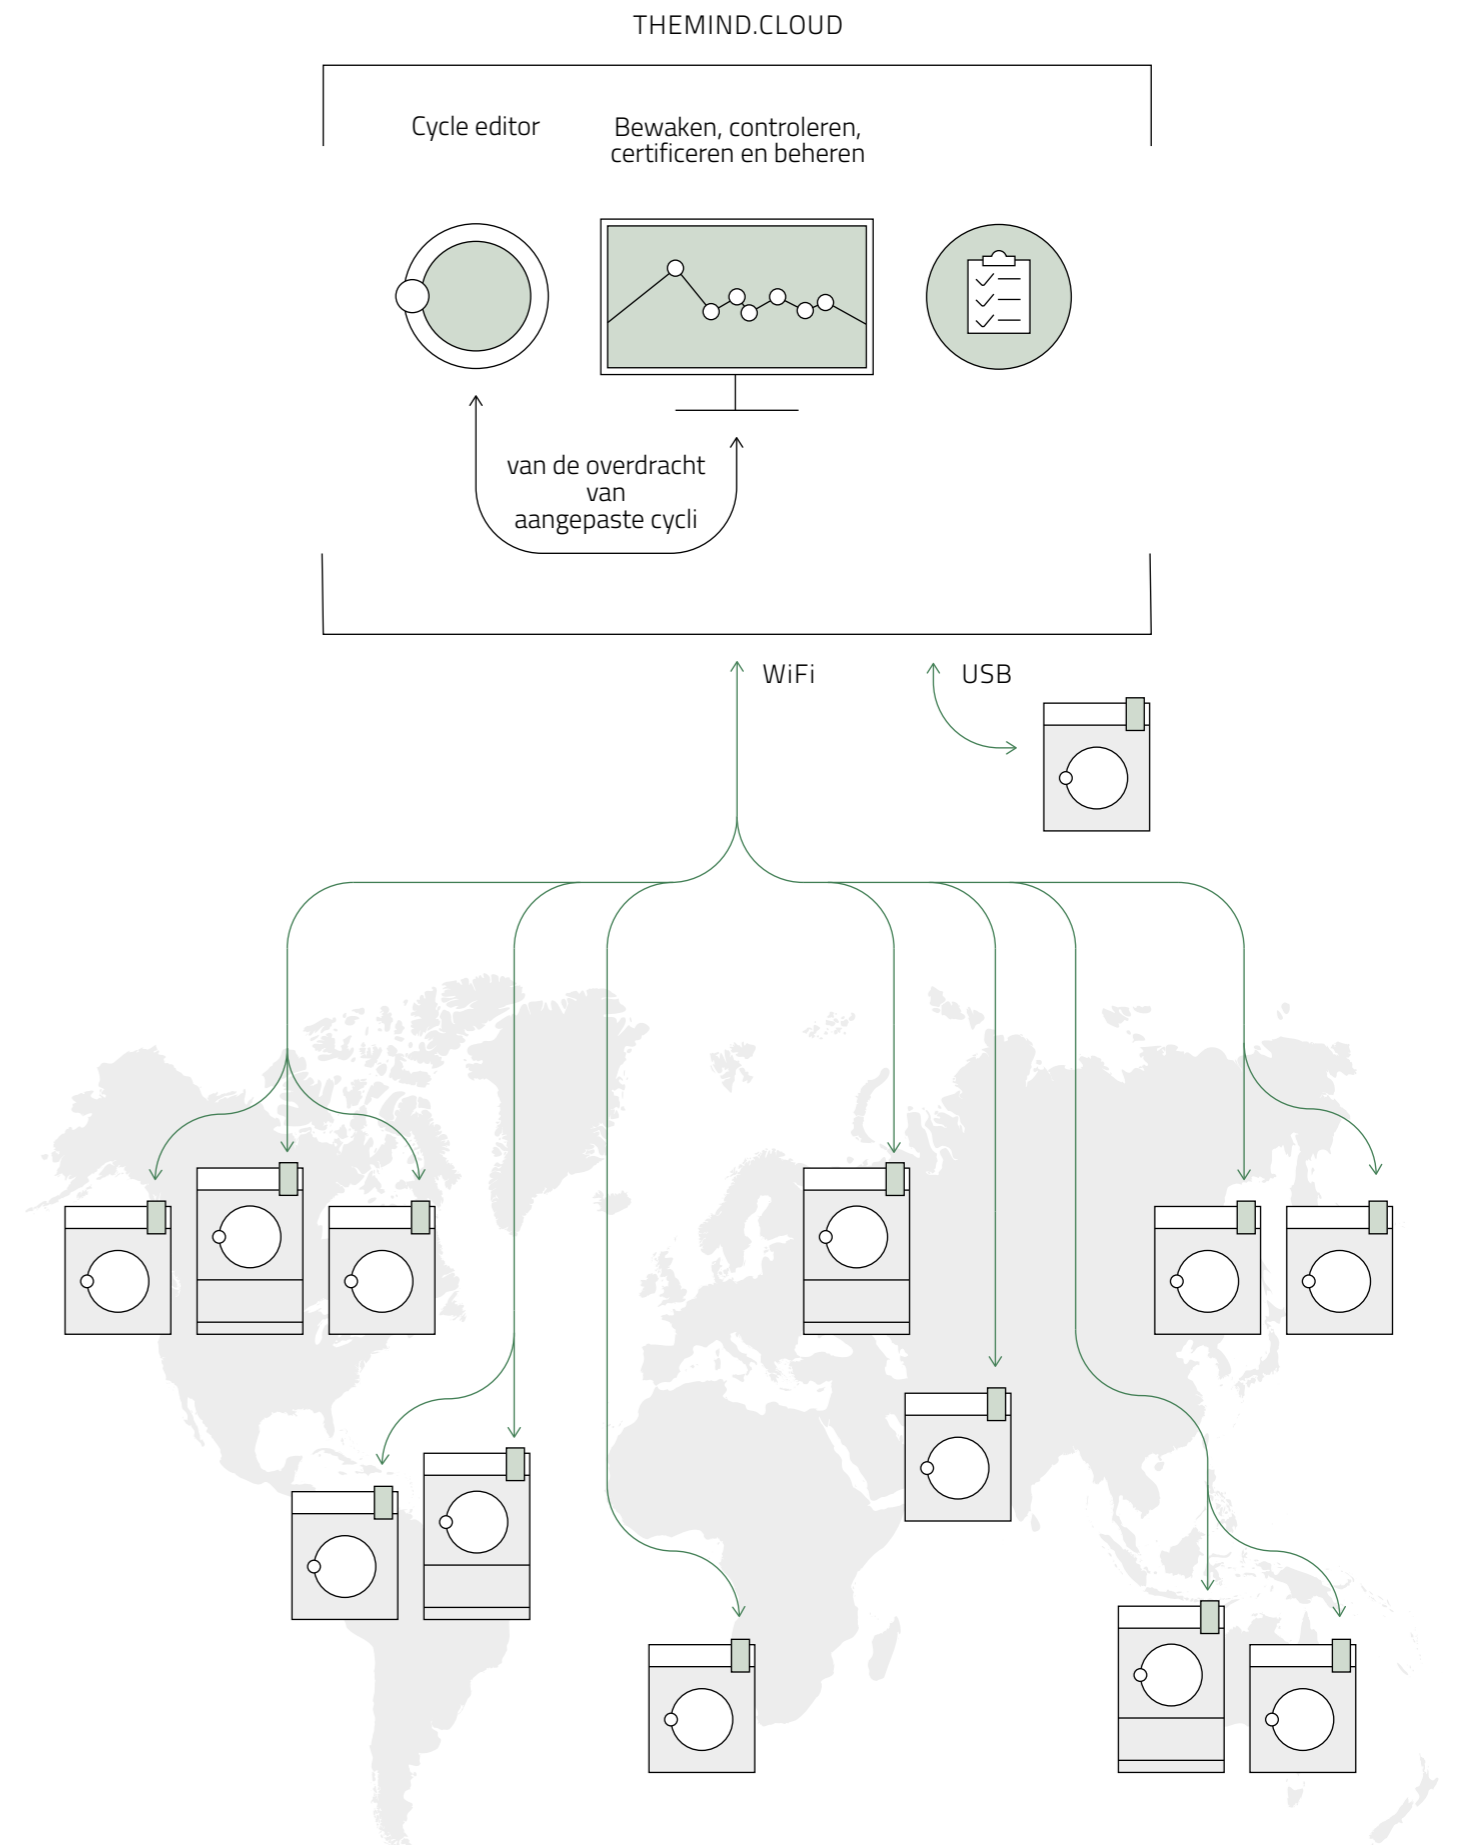 THEMIND.CLOUD
Cycle editor
Bewaken, controleren,
certificeren en beheren
van de overdracht
van
aangepaste cycli
WiFi
USB